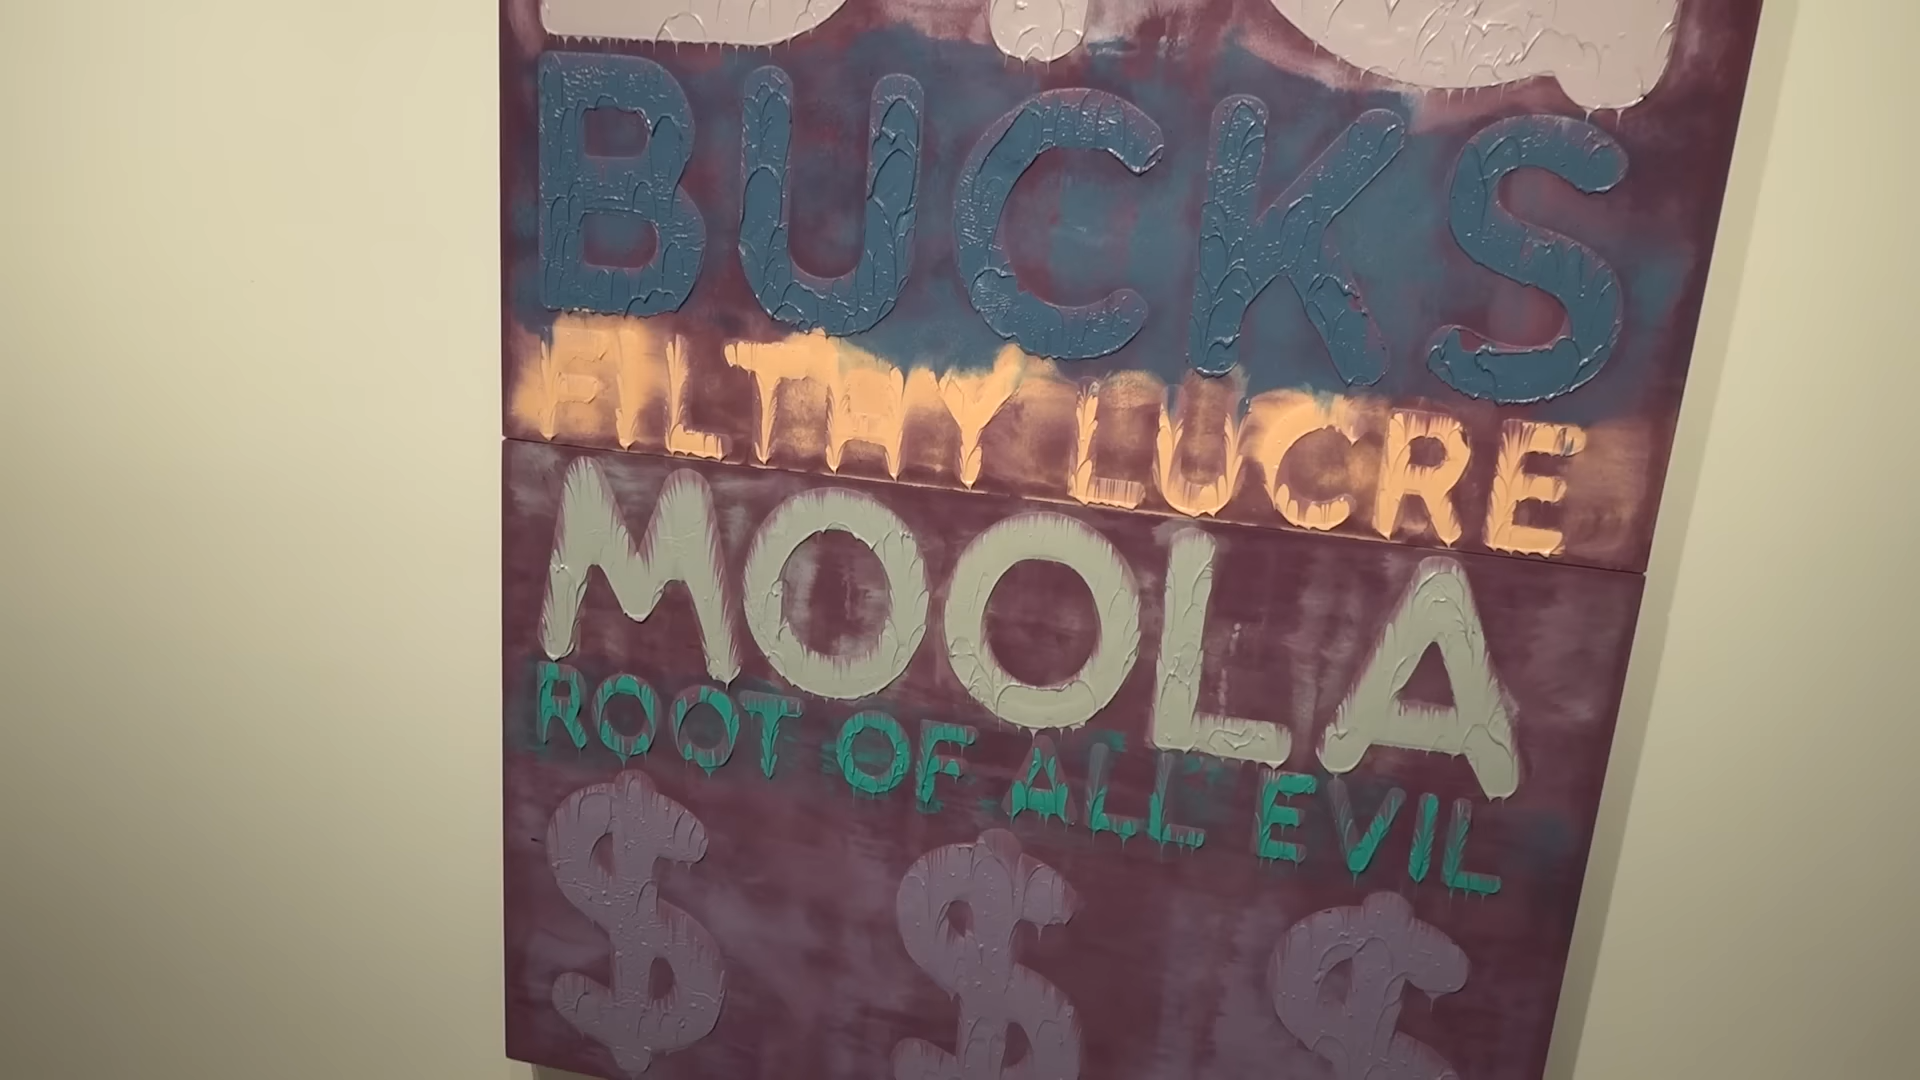 BUCKS
FILTHY LUCRE
MOOLA
ROOT OF ALL EVIL
$ $ $